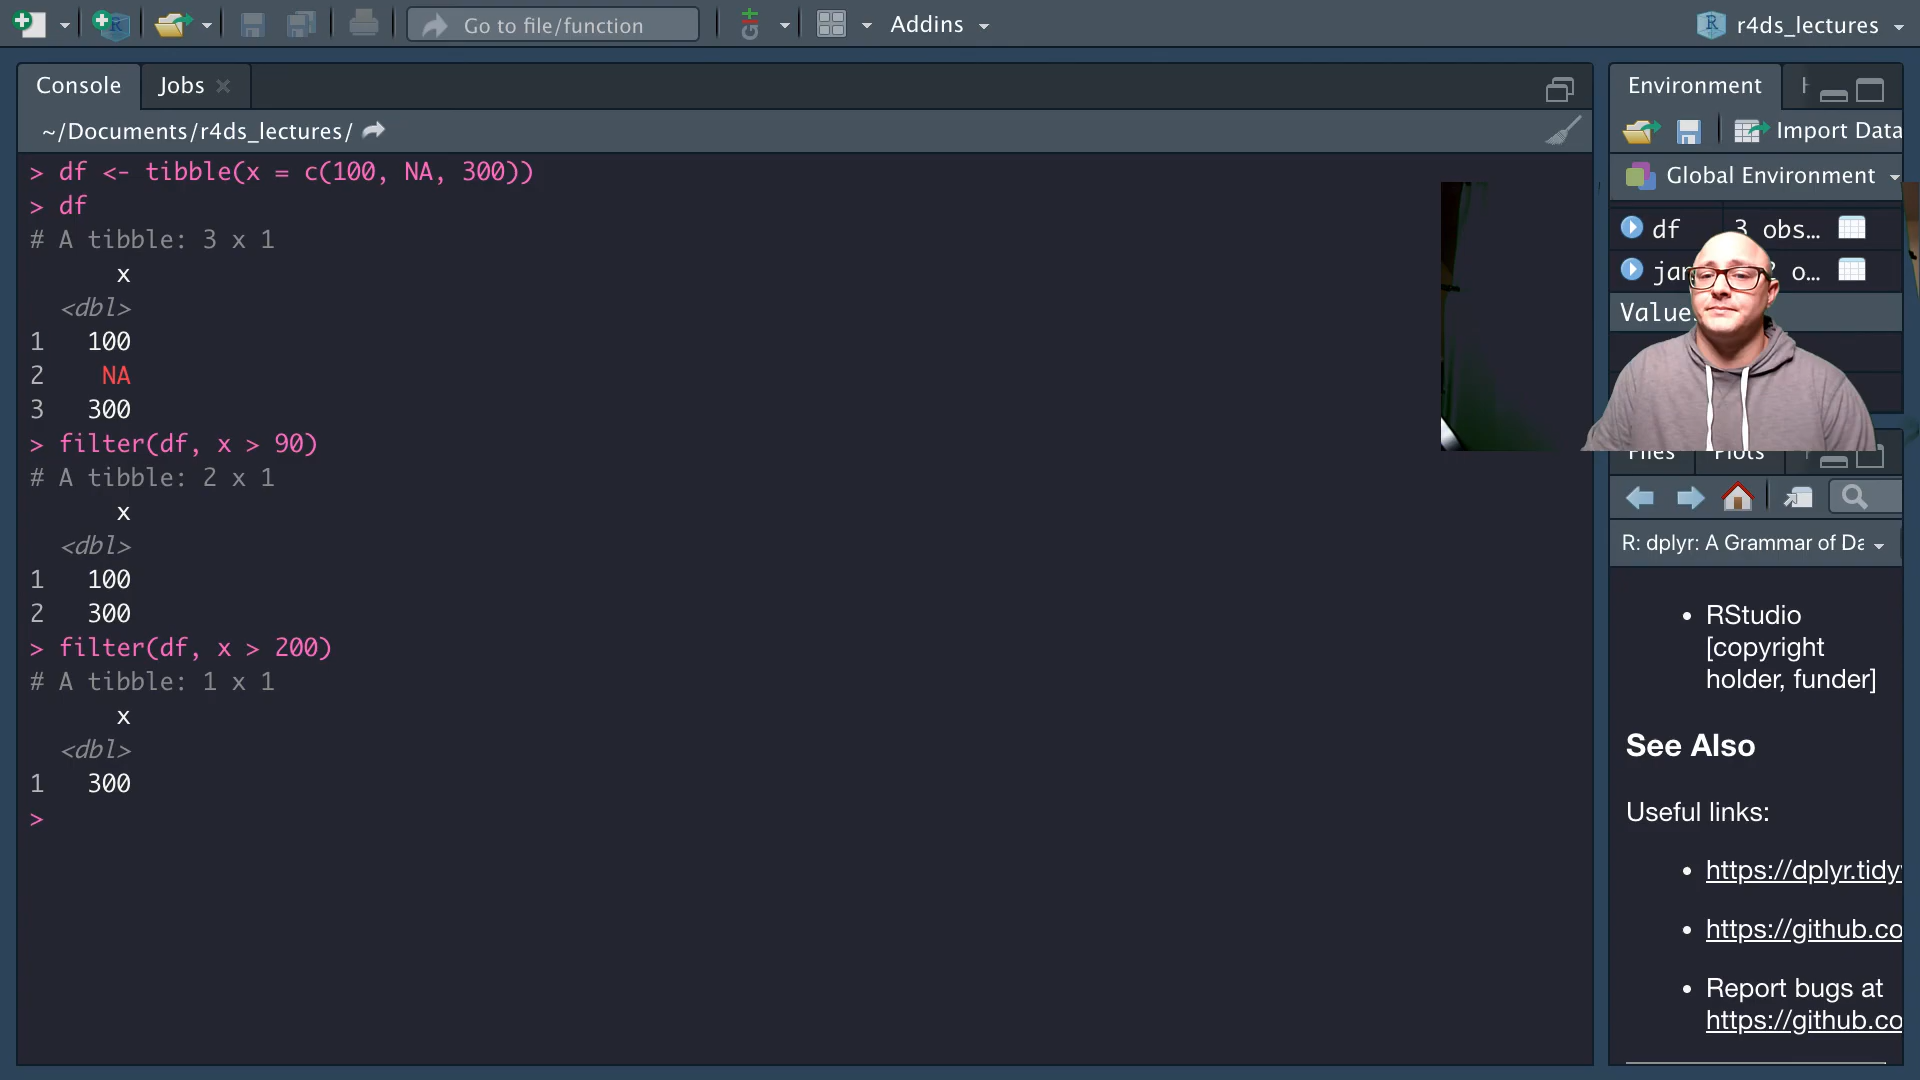 Go to file/function
Addins
r4ds_lectures
Console
Jobs
~/Documents/r4ds_lectures/
> df <- tibble(x = c(100, NA, 300))
> df
# A tibble: 3 x 1
x
<dbl>
1 100
2 NA
3 300
> filter(df, x > 90)
# A tibble: 2 x 1
x
<dbl>
1 100
2 300
> filter(df, x > 200)
# A tibble: 1 x 1
x
<dbl>
1 300
>
Environment
Import Data
Global Environment
df 3 obs…
jan o…
Values
Files
Plots
R: dplyr: A Grammar of Da
• RStudio
[copyright
holder, funder]
See Also
Useful links:
• https://dplyr.tidy
• https://github.co
• Report bugs at
https://github.co